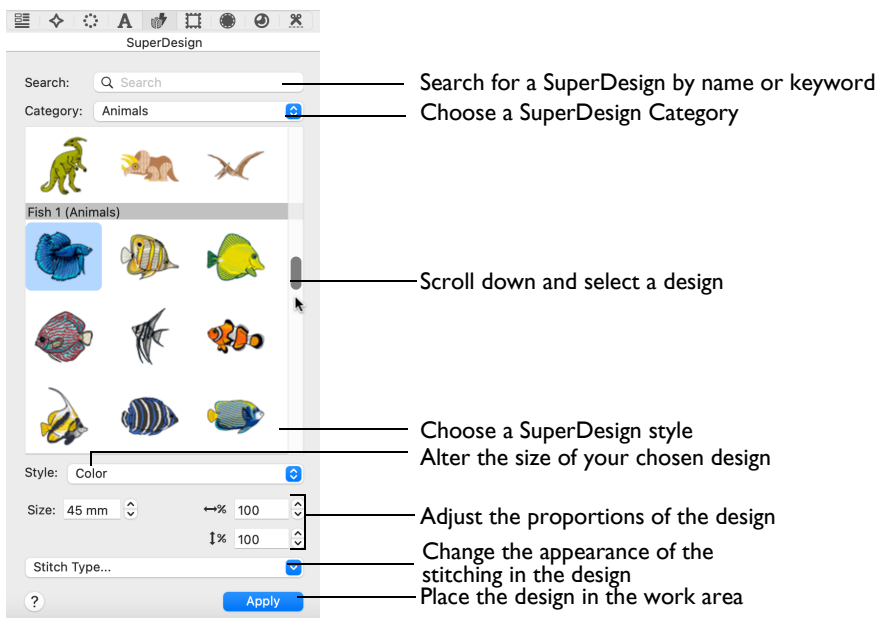 A
SuperDesign
Search: Search
Search for a SuperDesign by name or keyword
Category: Animals
Choose a SuperDesign Category
Fish 1 (Animals)
Scroll down and select a design
Choose a SuperDesign style
Alter the size of your chosen design
Style: Color
Size: 45 mm ↔% 100
Adjust the proportions of the design
↕% 100
Change the appearance of the
stitching in the design
Stitch Type...
Place the design in the work area
? Apply